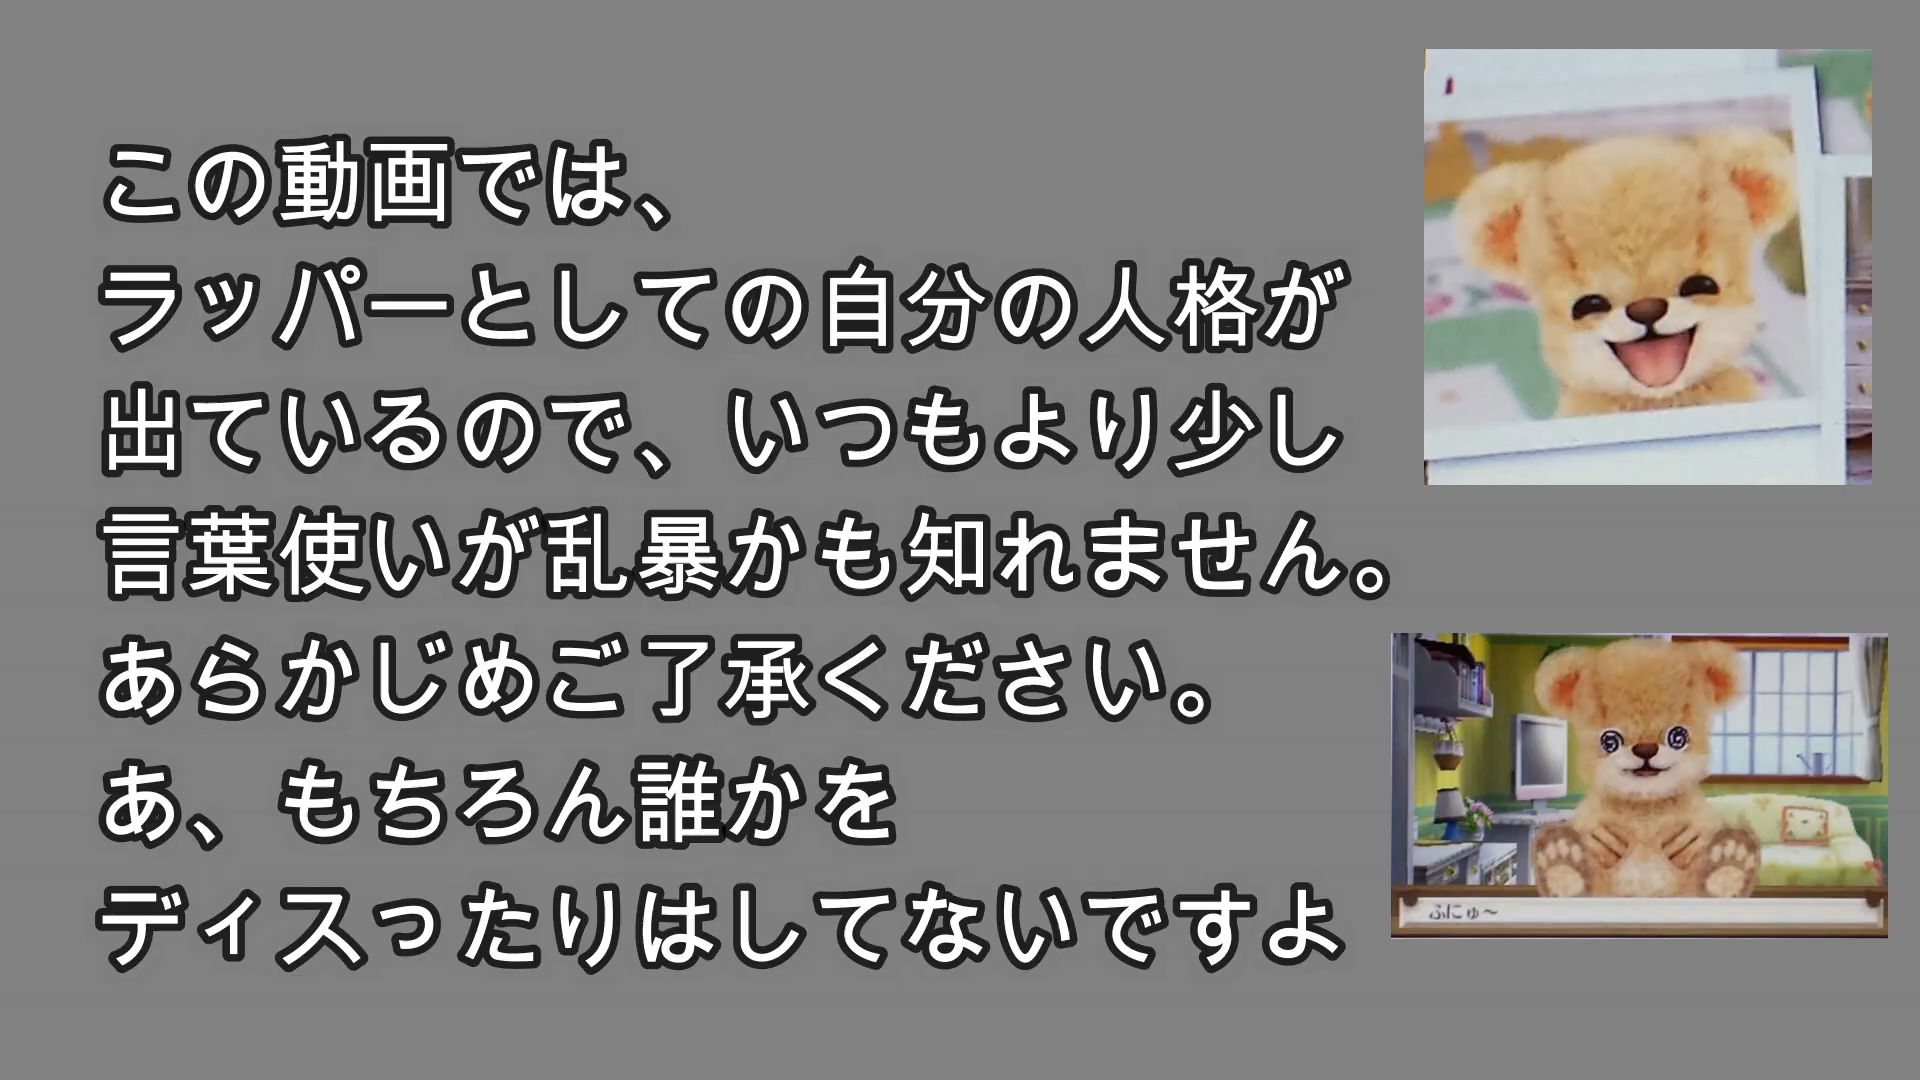 この動画では、
ラッパーとしての自分の人格が
出ているので、いつもより少し
言葉使いが乱暴かも知れません。
あらかじめご了承ください。
あ、もちろん誰かを
ディスったりはしてないですよ
ふにゅ～